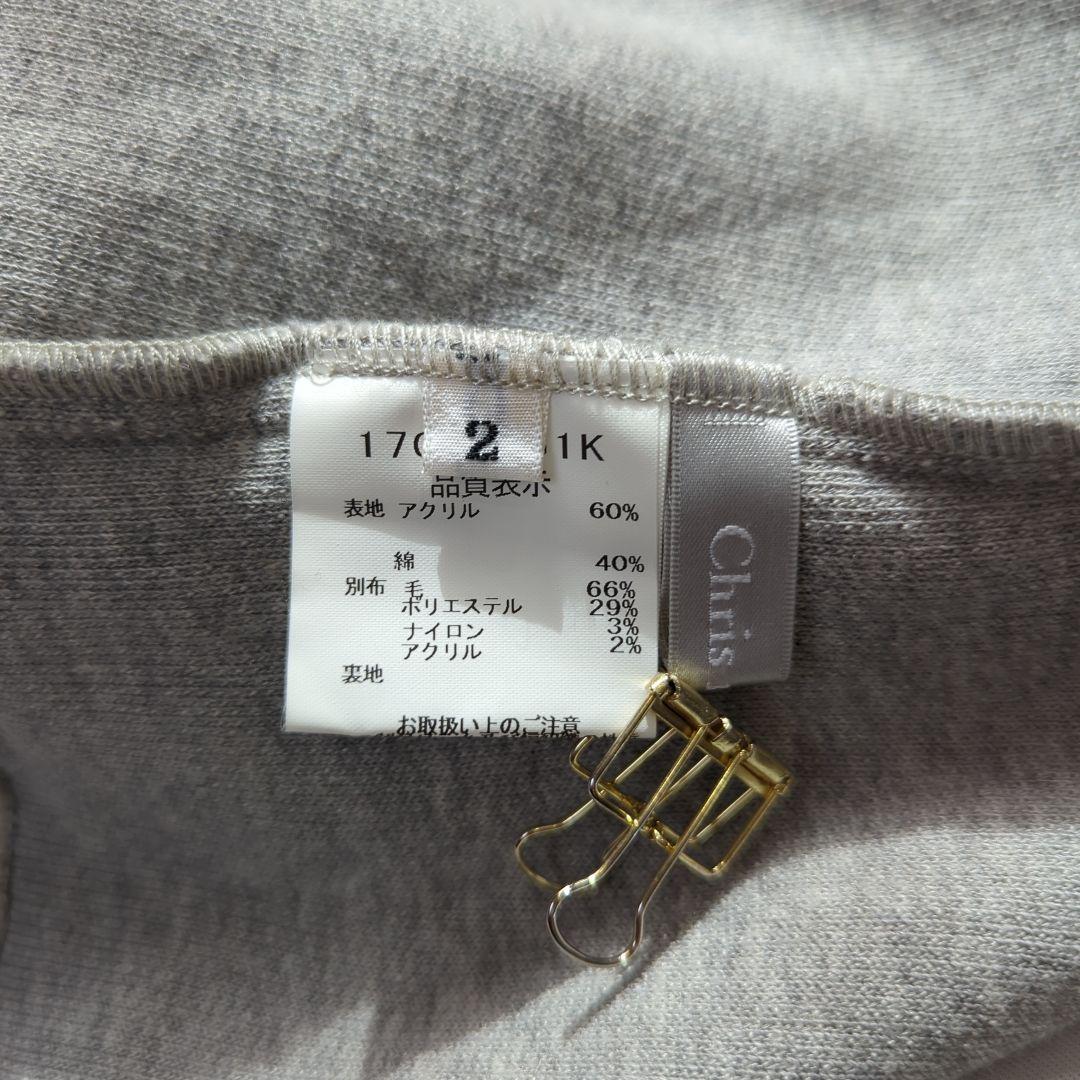 2
品質表示
表地 アクリル 60%
綿 40%
別布 毛 66%
ポリエステル 29%
ナイロン 3%
アクリル 2%
裏地
お取扱い上のご注意
Chris